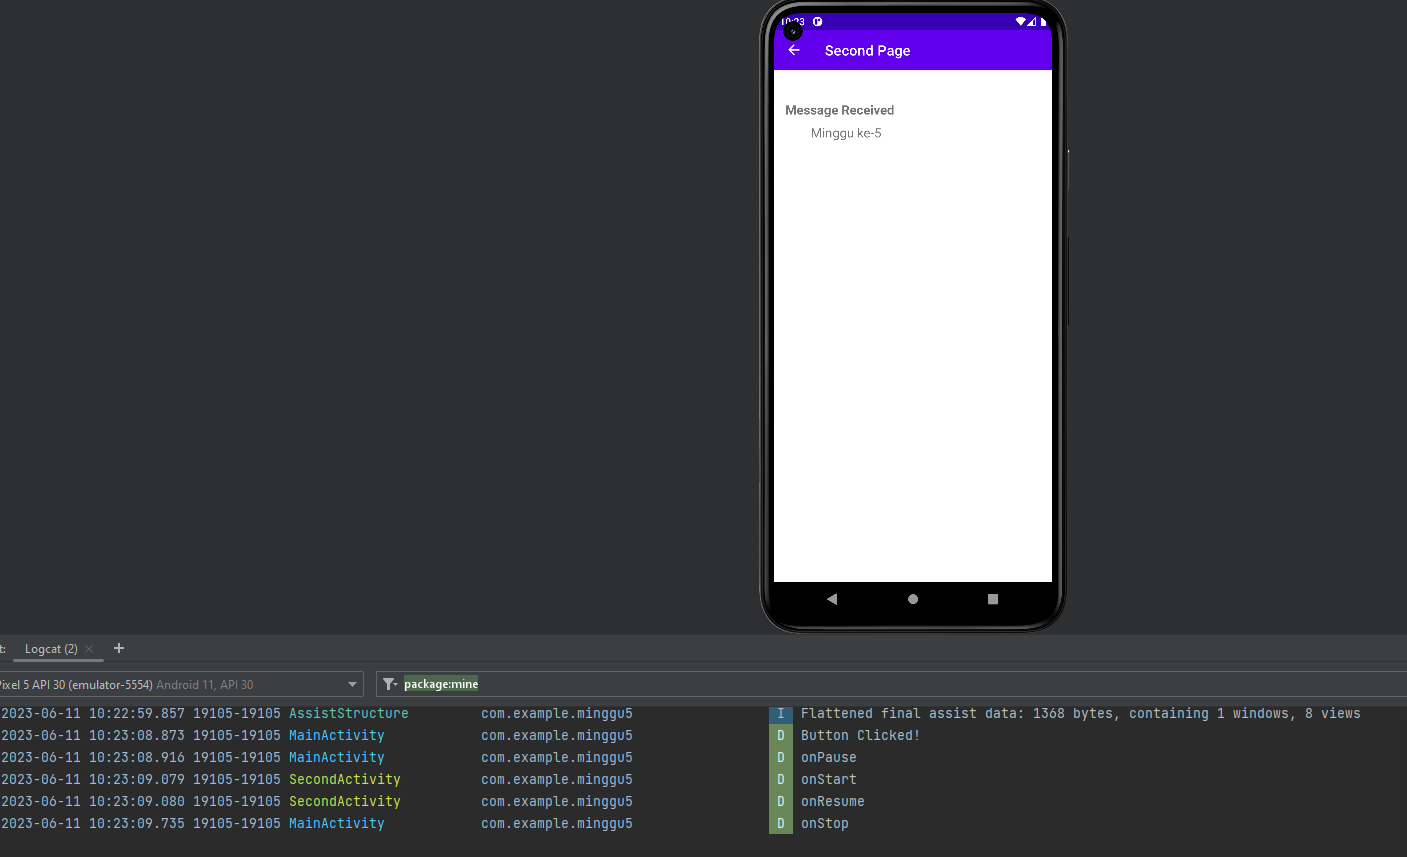 10:23
Second Page
Message Received
Minggu ke-5
t:
Logcat (2)
ixel 5 API 30 (emulator-5554) Android 11, API 30
package:mine
2023-06-11 10:22:59.857 19105-19105 AssistStructure com.example.minggu5 I Flattened final assist data: 1368 bytes, containing 1 windows, 8 views
2023-06-11 10:23:08.873 19105-19105 MainActivity com.example.minggu5 D Button Clicked!
2023-06-11 10:23:08.916 19105-19105 MainActivity com.example.minggu5 D onPause
2023-06-11 10:23:09.079 19105-19105 SecondActivity com.example.minggu5 D onStart
2023-06-11 10:23:09.080 19105-19105 SecondActivity com.example.minggu5 D onResume
2023-06-11 10:23:09.735 19105-19105 MainActivity com.example.minggu5 D onStop